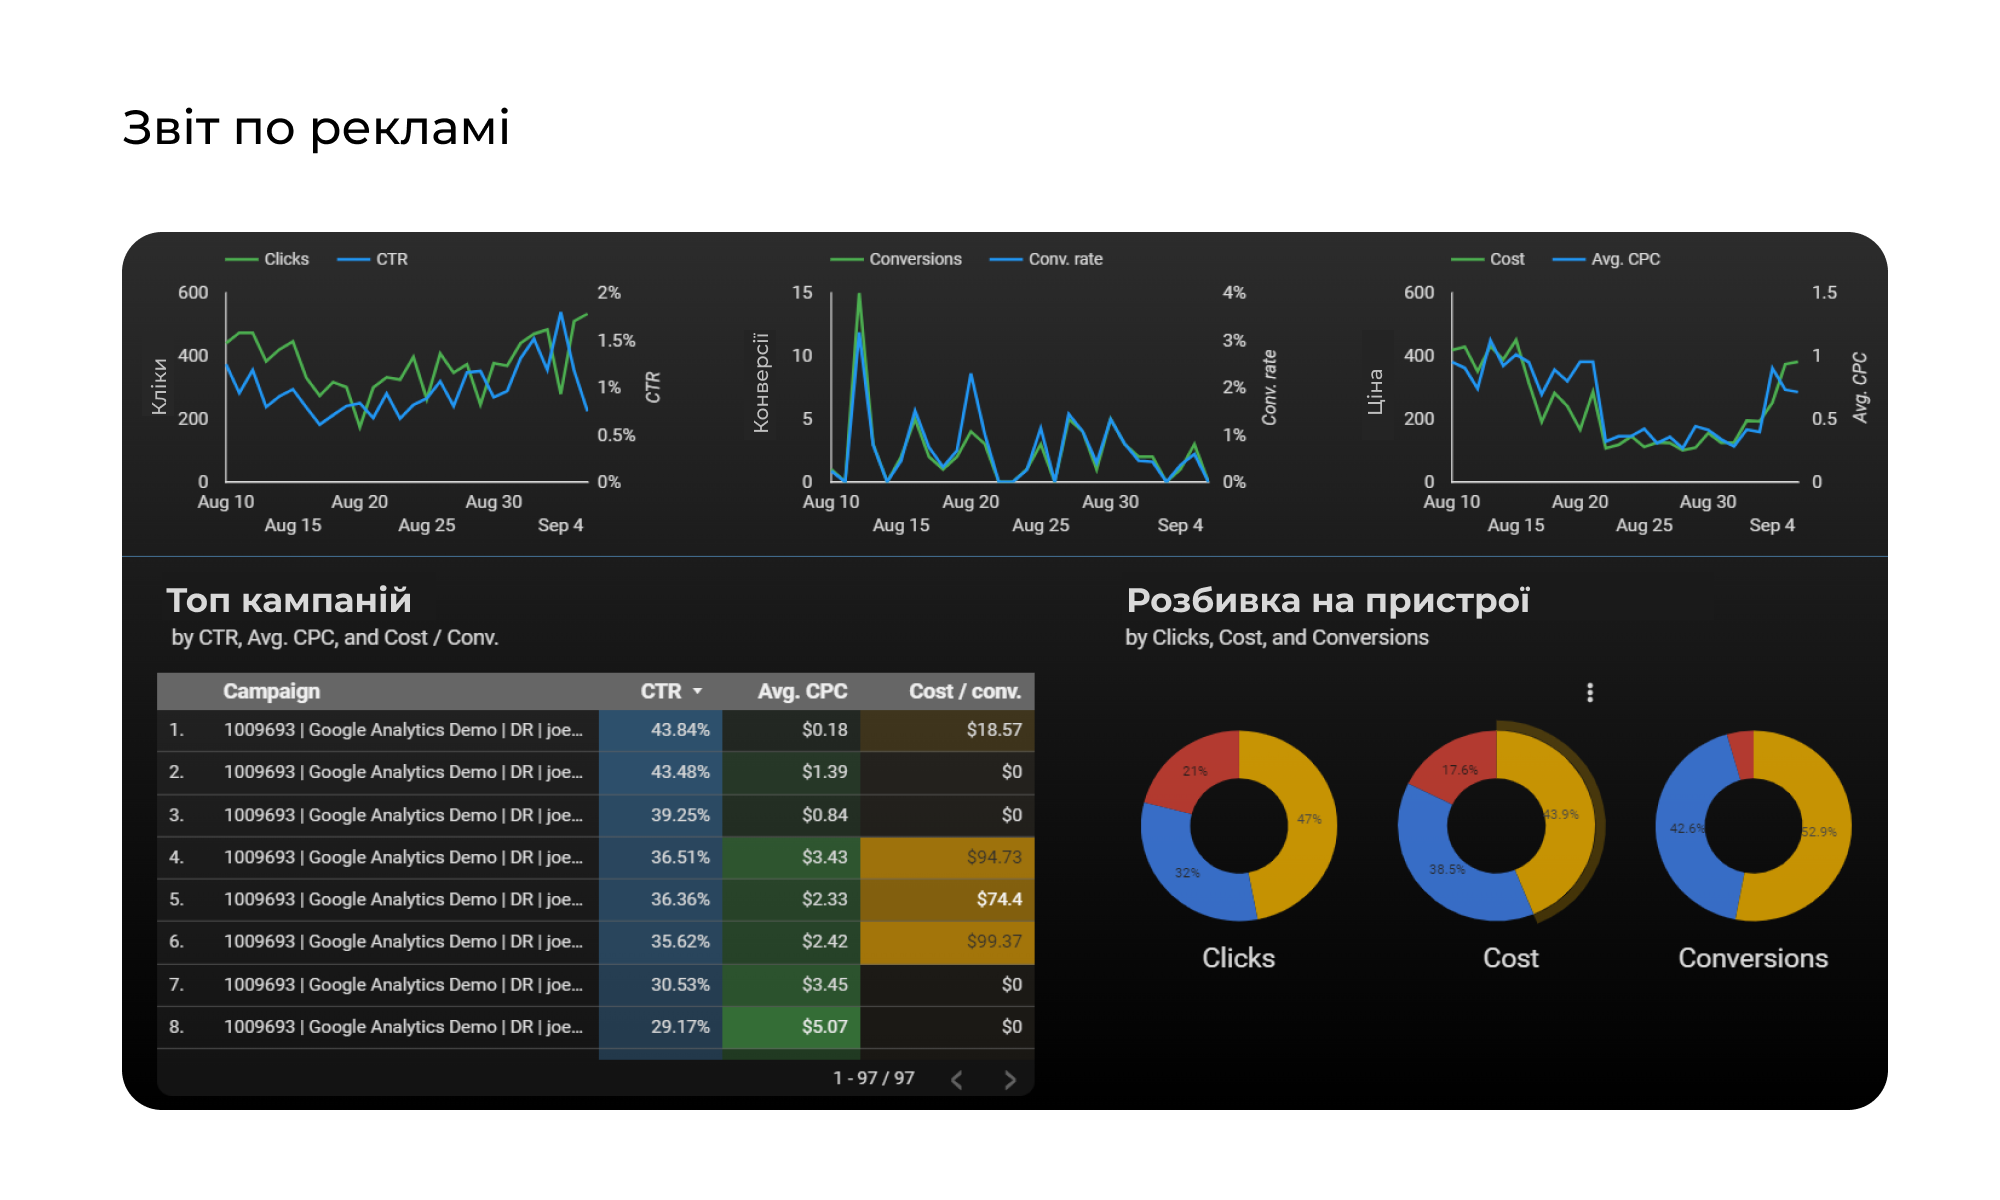 Звіт по рекламі
Clicks CTR
600
400
200
0
Кліки
2%
1.5%
1%
0.5%
0%
CTR
Aug 10 Aug 20 Aug 30
Aug 15 Aug 25 Sep 4
Conversions Conv. rate
15
10
5
0
Конверсії
4%
3%
2%
1%
0%
Conv. rate
Aug 10 Aug 20 Aug 30
Aug 15 Aug 25 Sep 4
Cost Avg. CPC
600
400
200
0
Ціна
1.5
1
0.5
0
Avg. CPC
Aug 10 Aug 20 Aug 30
Aug 15 Aug 25 Sep 4
Топ кампаній
by CTR, Avg. CPC, and Cost / Conv.
Campaign CTR Avg. CPC Cost / conv.
1. 1009693 | Google Analytics Demo | DR | joe... 43.84% $0.18 $18.57
2. 1009693 | Google Analytics Demo | DR | joe... 43.48% $1.39 $0
3. 1009693 | Google Analytics Demo | DR | joe... 39.25% $0.84 $0
4. 1009693 | Google Analytics Demo | DR | joe... 36.51% $3.43 $94.73
5. 1009693 | Google Analytics Demo | DR | joe... 36.36% $2.33 $74.4
6. 1009693 | Google Analytics Demo | DR | joe... 35.62% $2.42 $99.37
7. 1009693 | Google Analytics Demo | DR | joe... 30.53% $3.45 $0
8. 1009693 | Google Analytics Demo | DR | joe... 29.17% $5.07 $0
1 - 97 / 97
Розбивка на пристрої
by Clicks, Cost, and Conversions
21%
47%
32%
Clicks
17.6%
43.9%
38.5%
Cost
42.6%
52.9%
Conversions